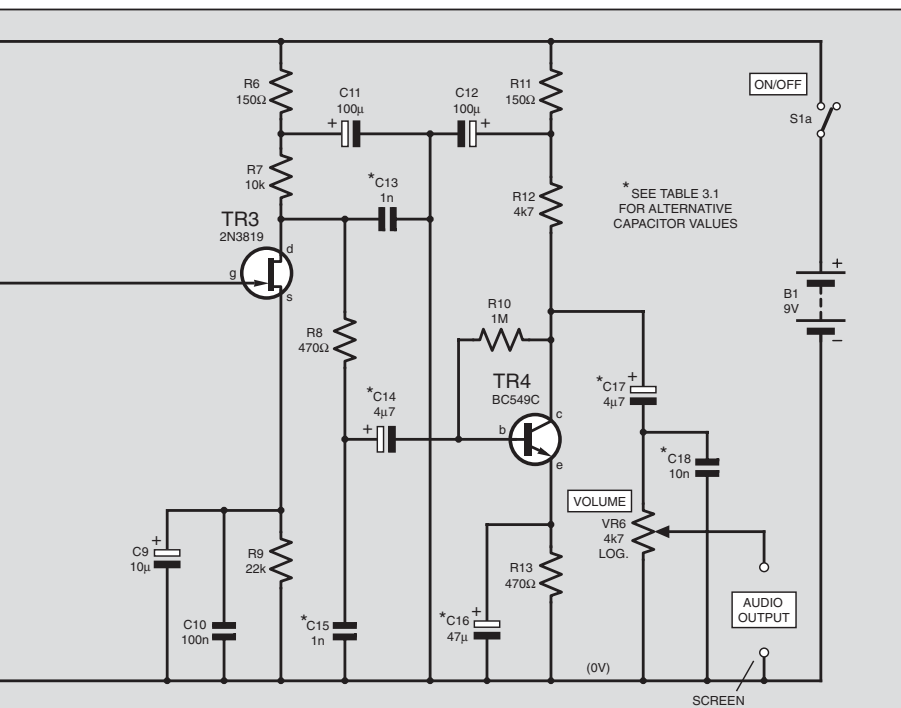 R6
150Ω
C11
100µ
+
C12
100µ
+
R11
150Ω
ON/OFF
S1a
R7
10k
*C13
1n
R12
4k7
*
SEE TABLE 3.1
FOR ALTERNATIVE
CAPACITOR VALUES
TR3
2N3819
d
g
s
+
B1
9V
−
R10
1M
R8
470Ω
TR4
BC549C
*C14
4µ7
+
b
c
e
*C17
4µ7
+
*C18
10n
VOLUME
VR6
4k7
LOG.
C9
10µ
+
R9
22k
R13
470Ω
C10
100n
*C15
1n
*C16
47µ
+
AUDIO
OUTPUT
(0V)
SCREEN